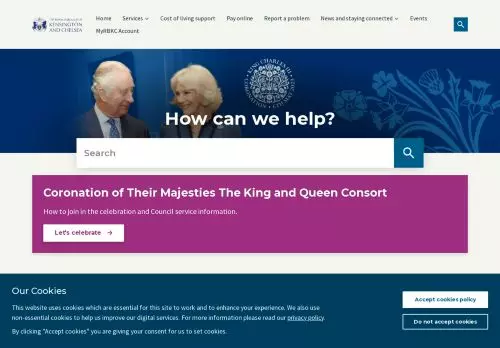 THE ROYAL BOROUGH OF
KENSINGTON
AND CHELSEA
Home
Services
Cost of living support
Pay online
Report a problem
News and staying connected
Events
MyRBKC Account
KING CHARLES III
CORONATION
How can we help?
Search
Coronation of Their Majesties The King and Queen Consort
How to join in the celebration and Council service information.
Let's celebrate
Our Cookies
This website uses cookies which are essential for this site to work and to enhance your experience. We also use
non-essential cookies to help us improve our digital services. For more information please read our privacy policy.
By clicking "Accept cookies" you are giving your consent for us to set cookies.
Accept cookies policy
Do not accept cookies